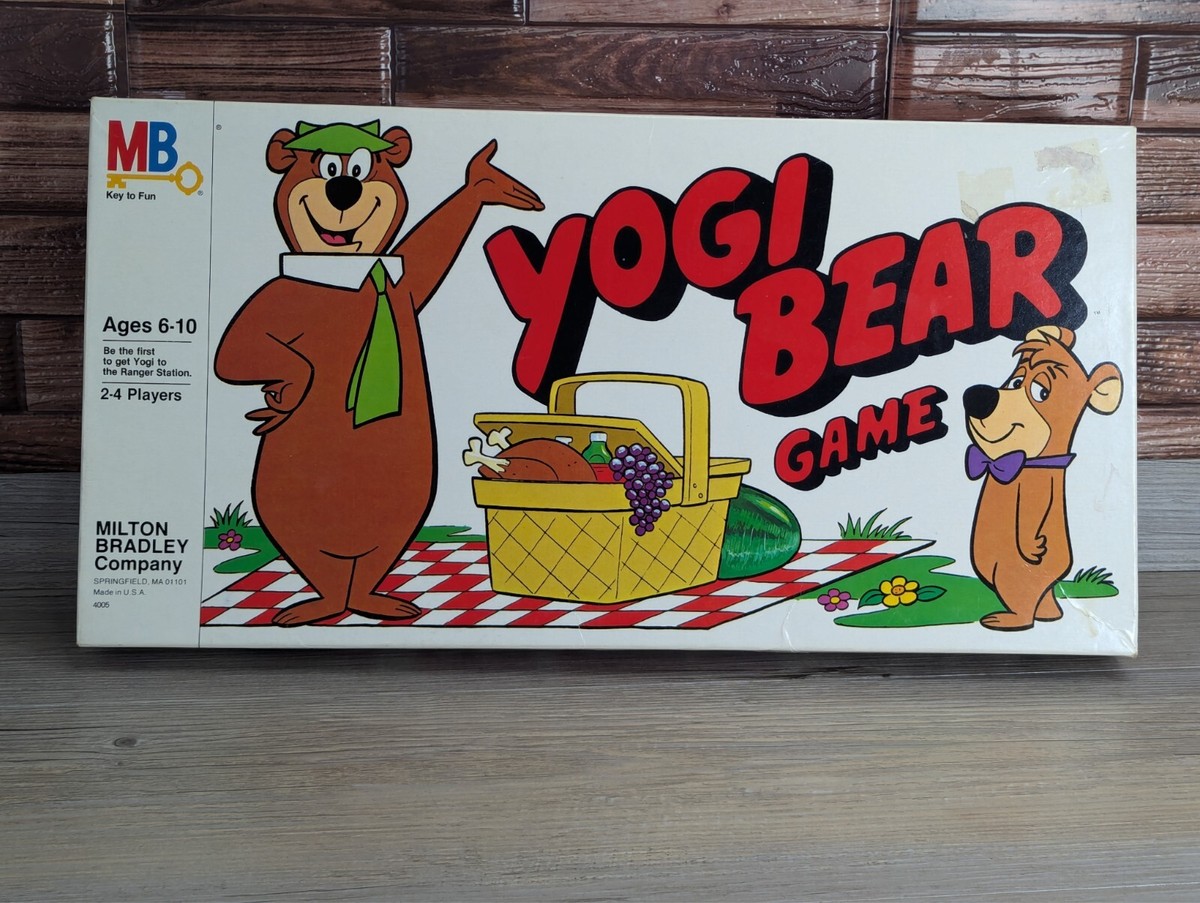 MB
Key to Fun
Ages 6-10
Be the first
to get Yogi to
the Ranger Station.
2-4 Players
MILTON
BRADLEY
Company
SPRINGFIELD, MA 01101
Made in U.S.A.
4005
YOGI
BEAR
GAME